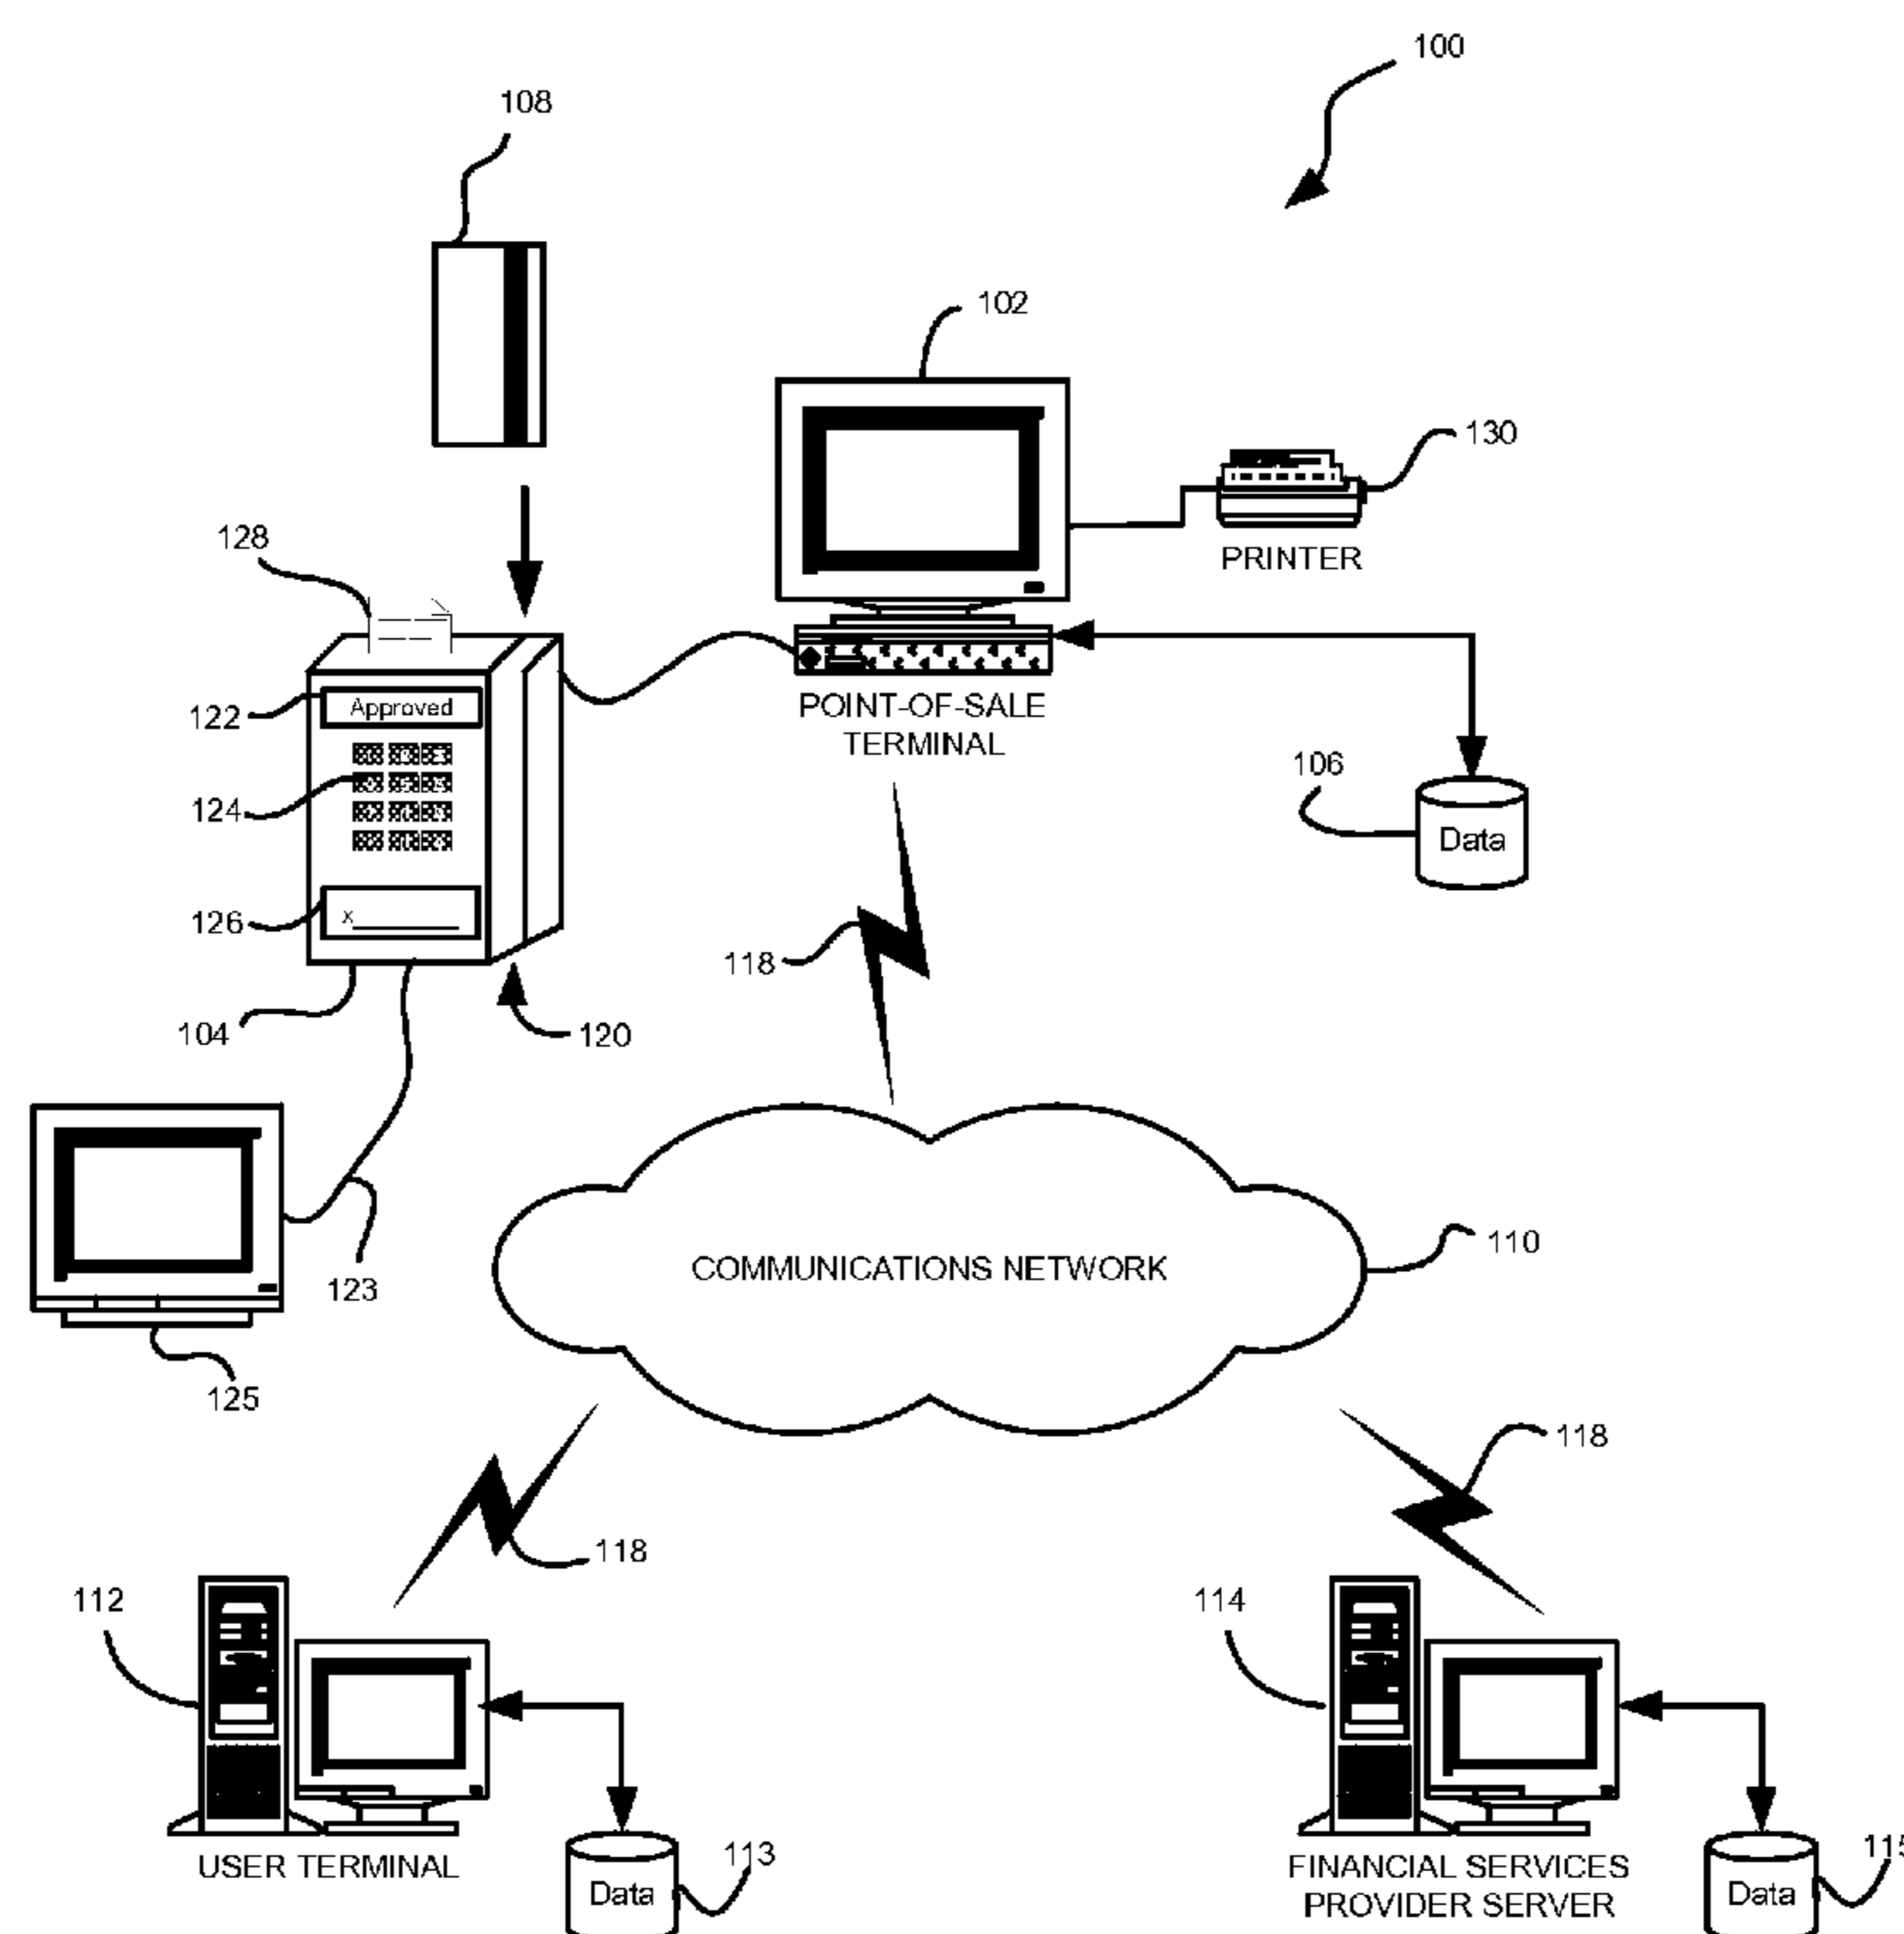 100
108
102
130
PRINTER
128
122
Approved
POINT-OF-SALE
TERMINAL
124
106
Data
126
x
118
104
120
COMMUNICATIONS NETWORK
110
123
125
118
118
112
114
USER TERMINAL
113
Data
FINANCIAL SERVICES
PROVIDER SERVER
115
Data